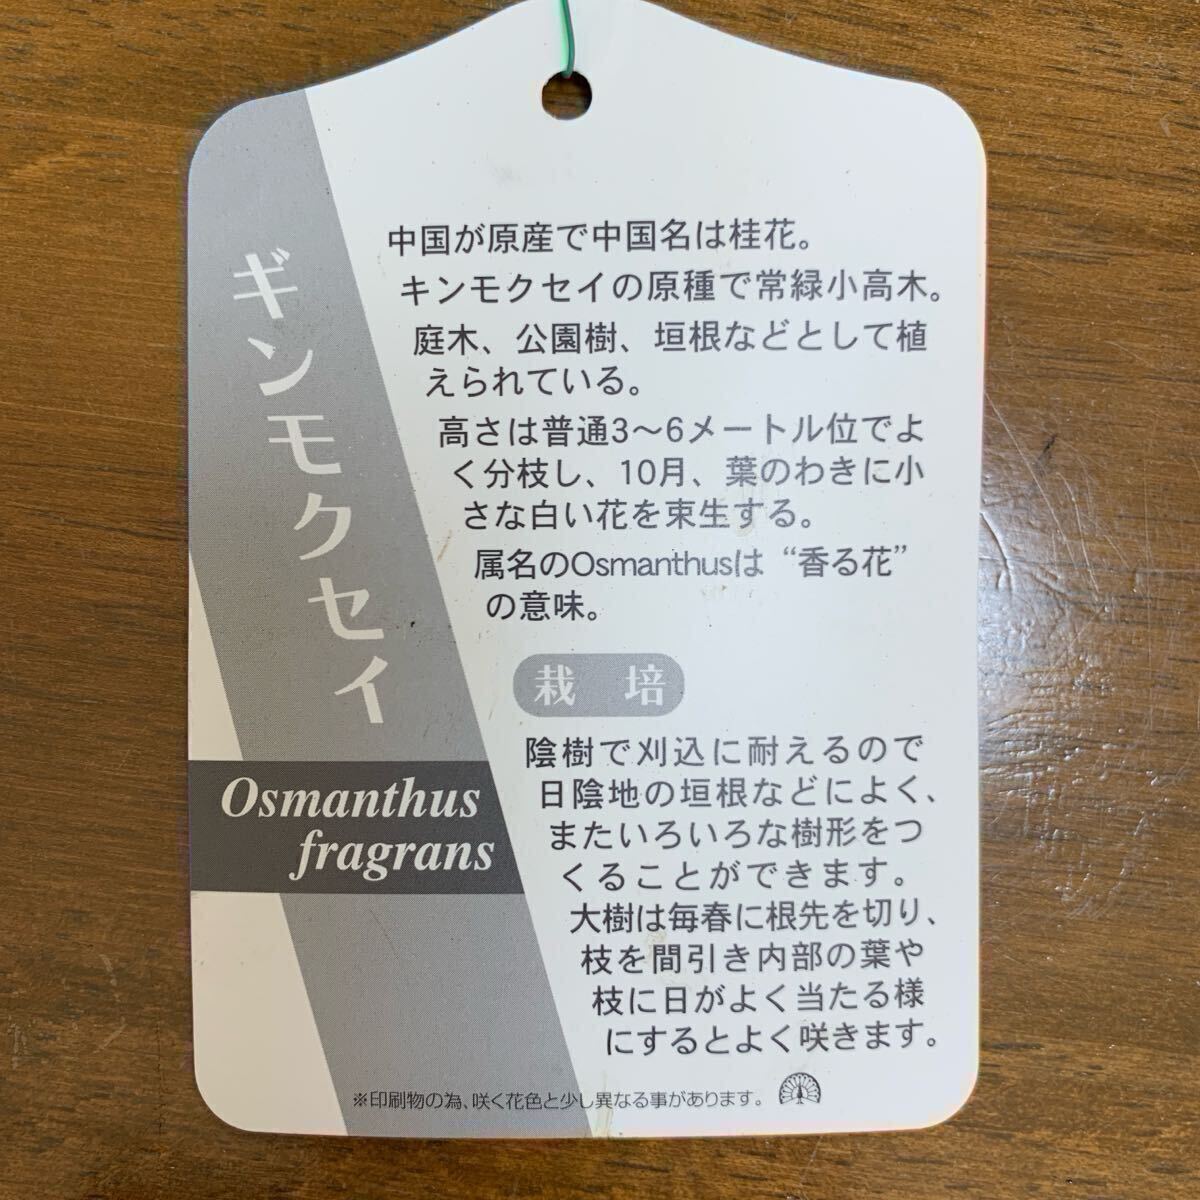 ギンモクセイ
Osmanthus
fragrans
中国が原産で中国名は桂花。
キンモクセイの原種で常緑小高木。
庭木、公園樹、垣根などとして植
えられている。
高さは普通3〜6メートル位でよ
く分枝し、10月、葉のわきに小
さな白い花を束生する。
属名のOsmanthusは“香る花”
の意味。
栽 培
陰樹で刈込に耐えるので
日陰地の垣根などによく、
またいろいろな樹形をつ
くることができます。
大樹は毎春に根先を切り、
枝を間引き内部の葉や
枝に日がよく当たる様
にするとよく咲きます。
※印刷物の為、咲く花色と少し異なる事があります。